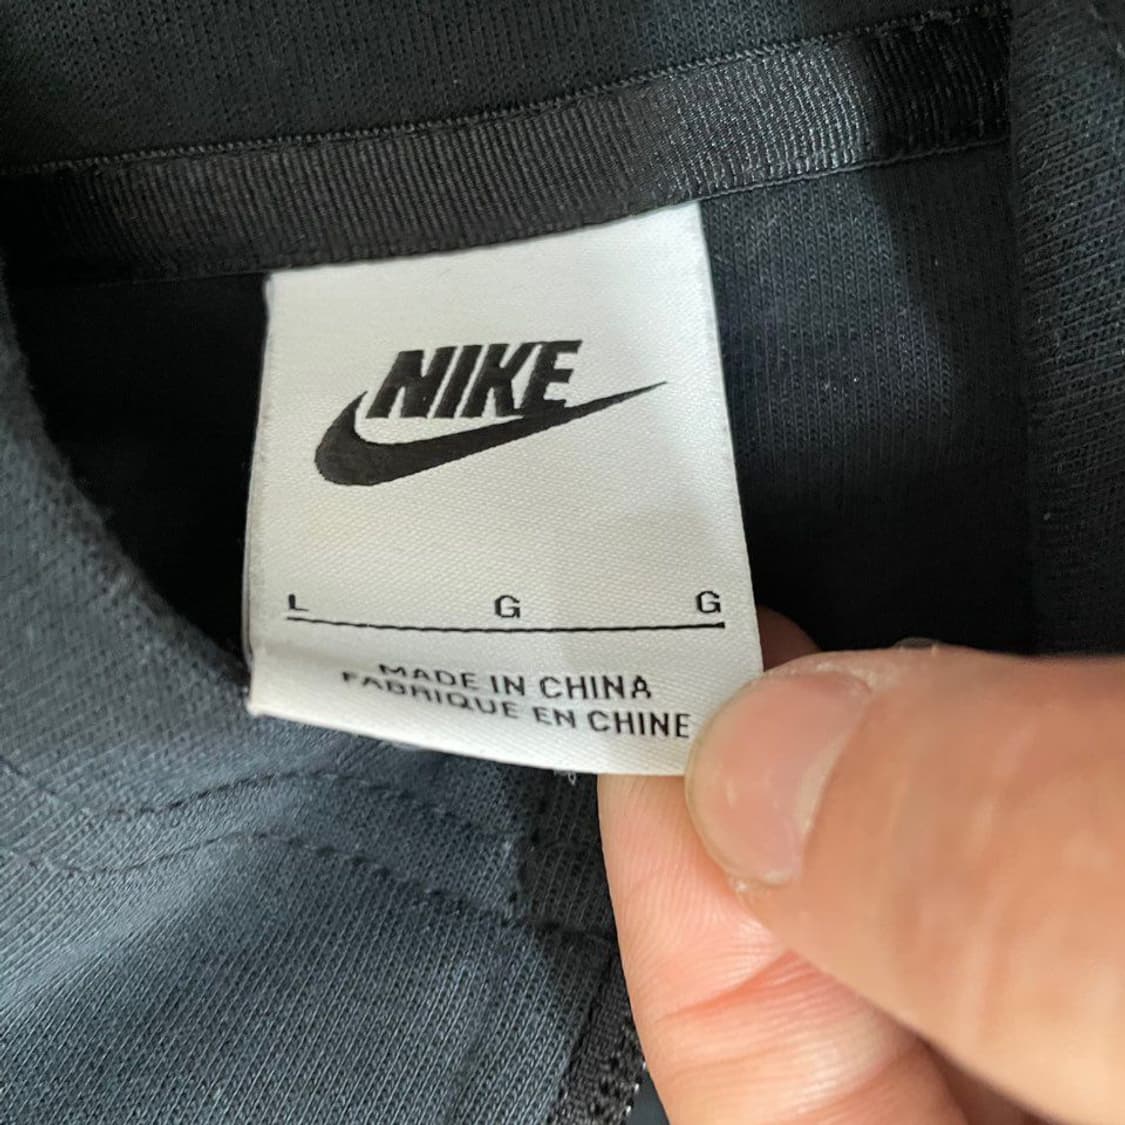 NIKE
L G G
MADE IN CHINA
FABRIQUE EN CHINE